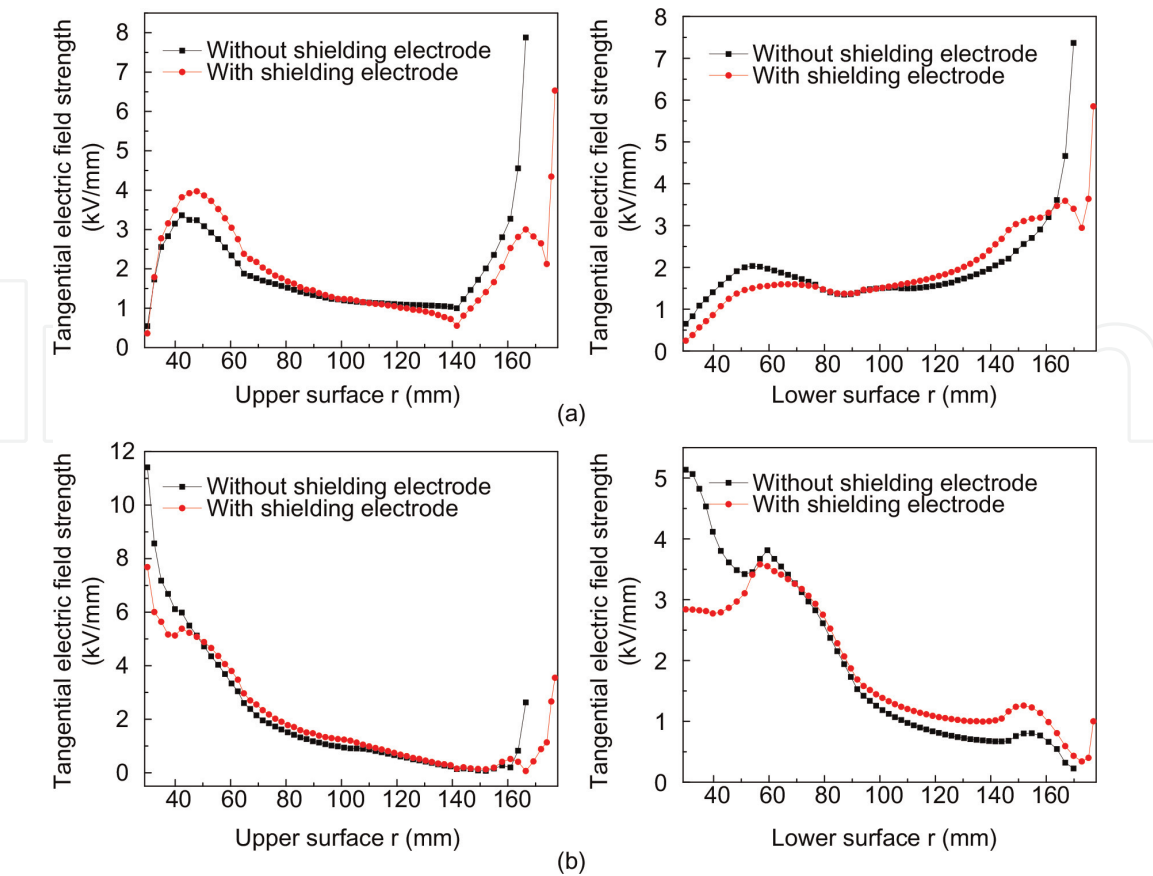 Tangential electric field strength
(kV/mm)
8
7
6
5
4
3
2
1
0
Without shielding electrode
With shielding electrode
40 60 80 100 120 140 160
Upper surface r (mm)
Tangential electric field strength
(kV/mm)
8
7
6
5
4
3
2
1
0
Without shielding electrode
With shielding electrode
40 60 80 100 120 140 160
Lower surface r (mm)
(a)
Tangential electric field strength
(kV/mm)
12
10
8
6
4
2
0
Without shielding electrode
With shielding electrode
40 60 80 100 120 140 160
Upper surface r (mm)
Tangential electric field strength
(kV/mm)
5
4
3
2
1
0
Without shielding electrode
With shielding electrode
40 60 80 100 120 140 160
Lower surface r (mm)
(b)